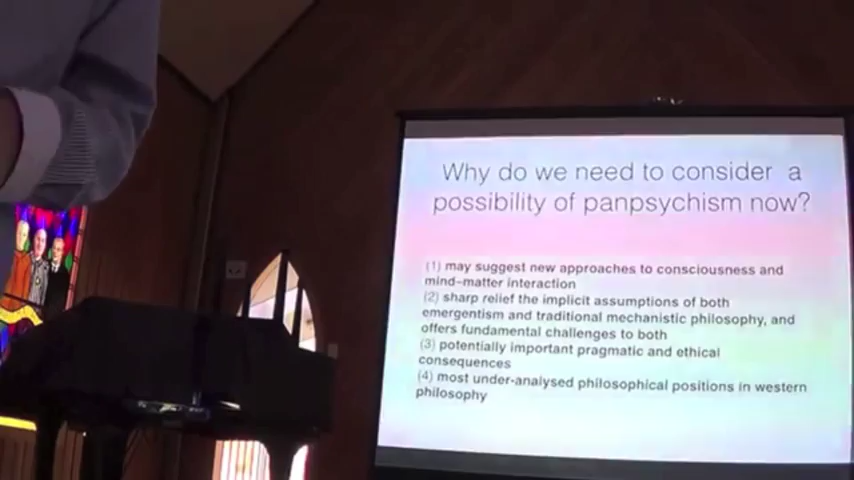 Why do we need to consider a
possibility of panpsychism now?
(1) may suggest new approaches to consciousness and
mind–matter interaction
(2) sharp relief the implicit assumptions of both
emergentism and traditional mechanistic philosophy, and
offers fundamental challenges to both
(3) potentially important pragmatic and ethical
consequences
(4) most under-analysed philosophical positions in western
philosophy